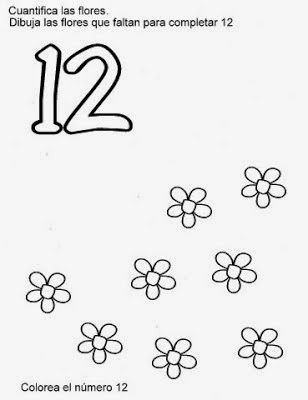 Cuantifica las flores.
Dibuja las flores que faltan para completar 12
12
Colorea el número 12